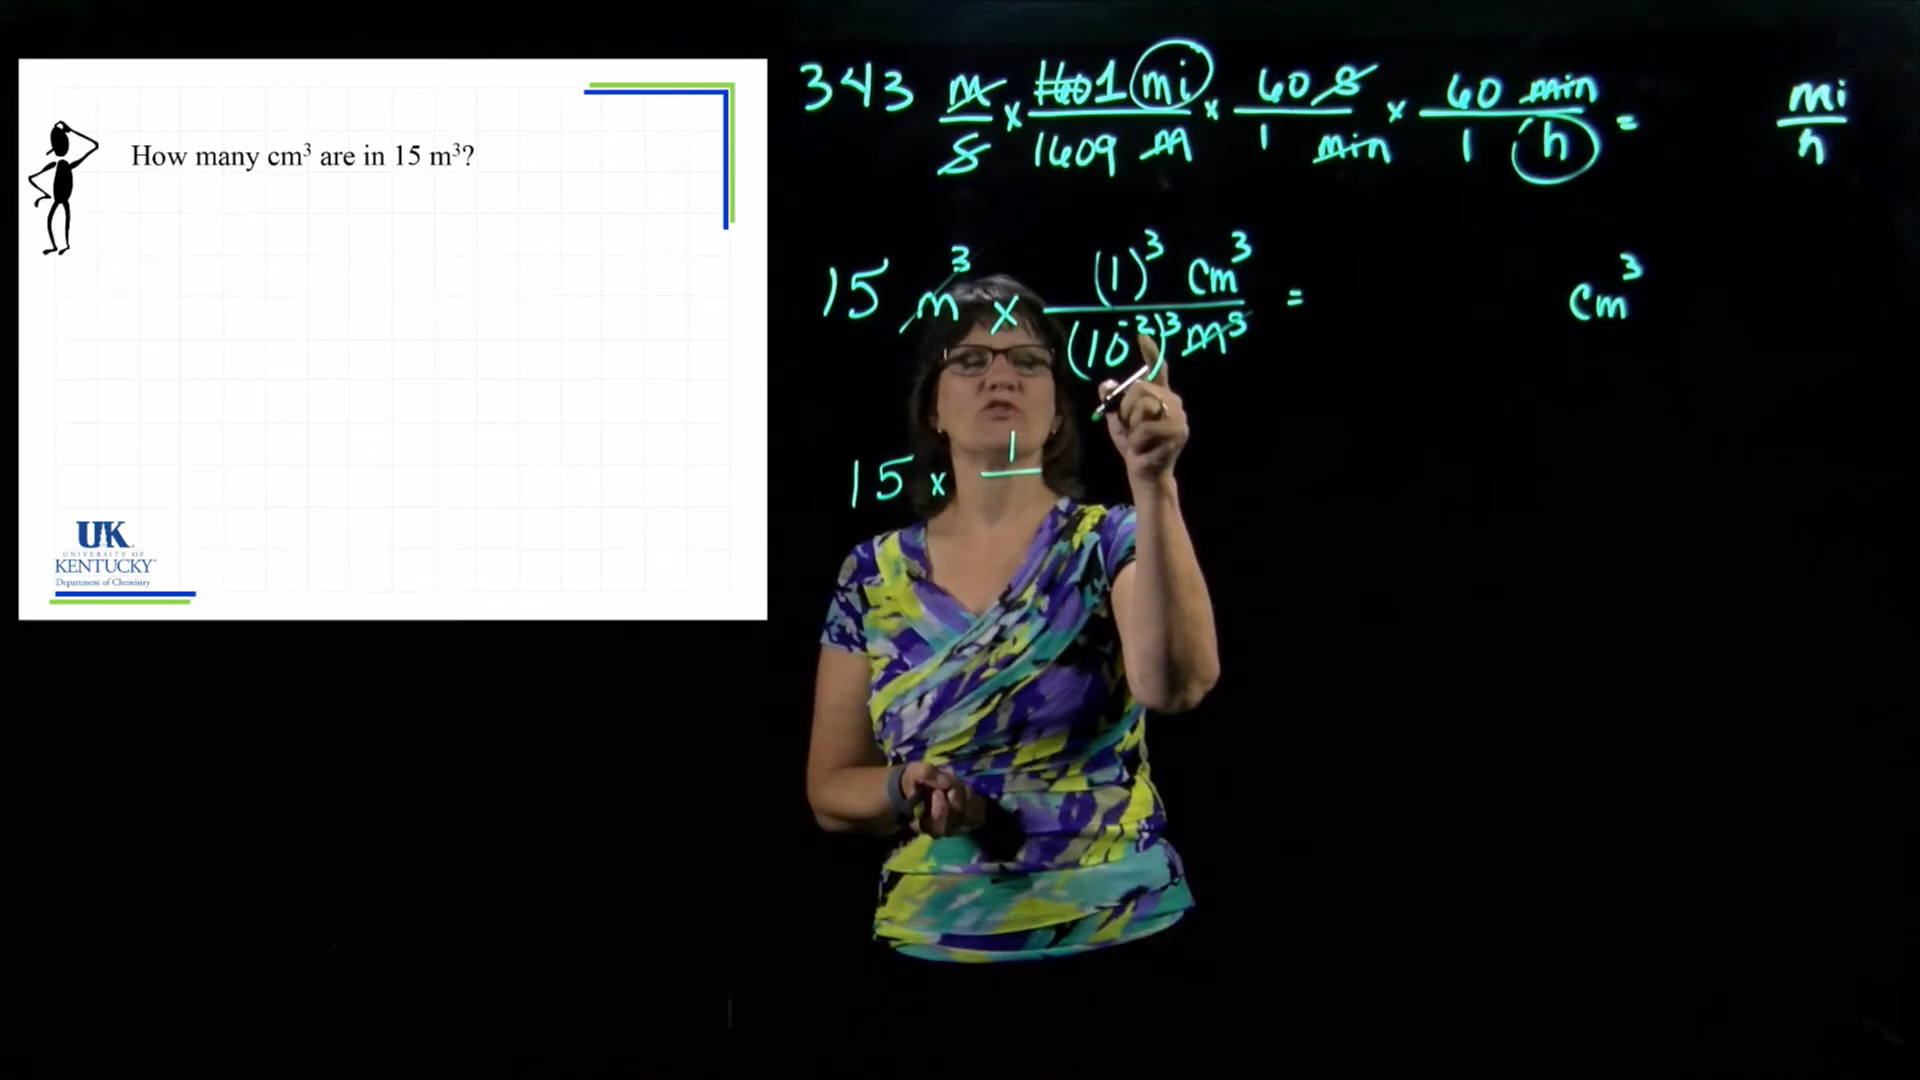 How many cm³ are in 15 m³?
UK
UNIVERSITY OF
KENTUCKY
Department of Chemistry
343 m/s × 1601 mi/1609 m × 60 s/1 min × 60 min/1 h = mi/h
15 m³ × (1)³ cm³/(10⁻²)³ m³ = cm³
15 × 1/